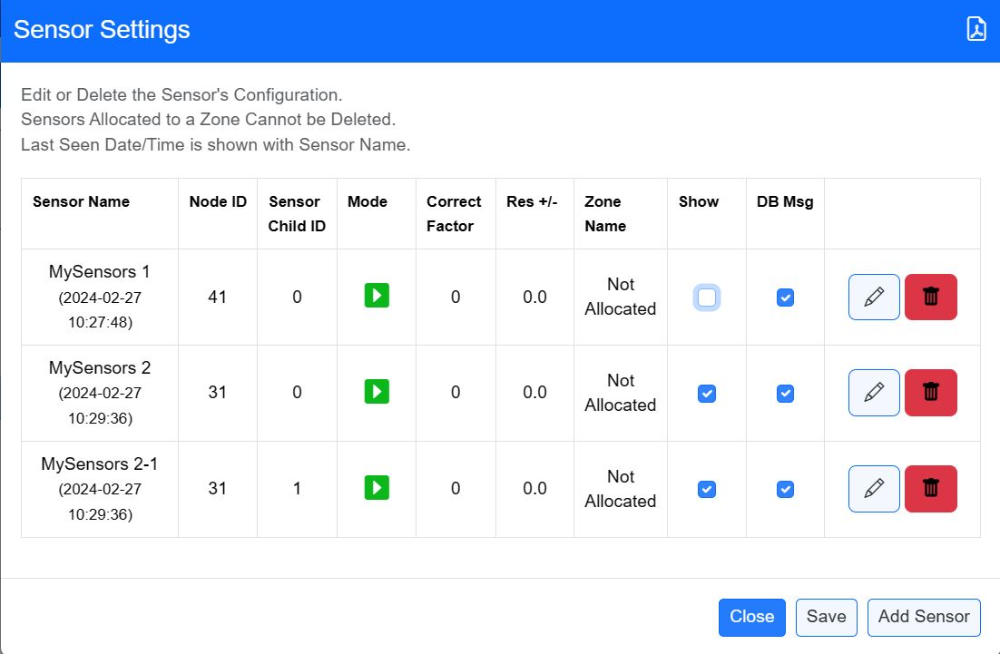 Sensor Settings
Edit or Delete the Sensor's Configuration.
Sensors Allocated to a Zone Cannot be Deleted.
Last Seen Date/Time is shown with Sensor Name.
Sensor Name Node ID Sensor Child ID Mode Correct Factor Res +/- Zone Name Show DB Msg
MySensors 1
(2024-02-27
10:27:48)
41 0 0 0.0 Not Allocated
MySensors 2
(2024-02-27
10:29:36)
31 0 0 0.0 Not Allocated
MySensors 2-1
(2024-02-27
10:29:36)
31 1 0 0.0 Not Allocated
Close Save Add Sensor